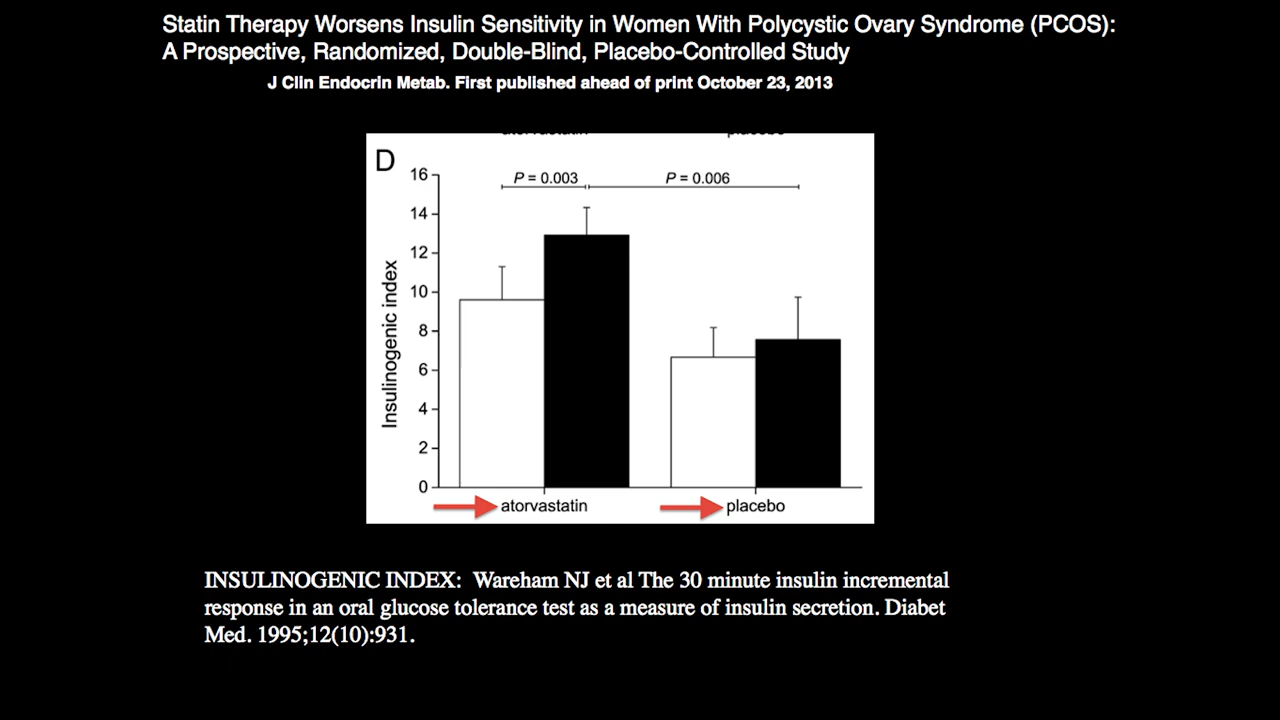 Statin Therapy Worsens Insulin Sensitivity in Women With Polycystic Ovary Syndrome (PCOS):
A Prospective, Randomized, Double-Blind, Placebo-Controlled Study
J Clin Endocrin Metab. First published ahead of print October 23, 2013
atorvastatin placebo
D
16
P = 0.003 P = 0.006
14
12
10
8
6
4
2
0
Insulinogenic index
atorvastatin placebo
INSULINOGENIC INDEX: Wareham NJ et al The 30 minute insulin incremental
response in an oral glucose tolerance test as a measure of insulin secretion. Diabet
Med. 1995;12(10):931.